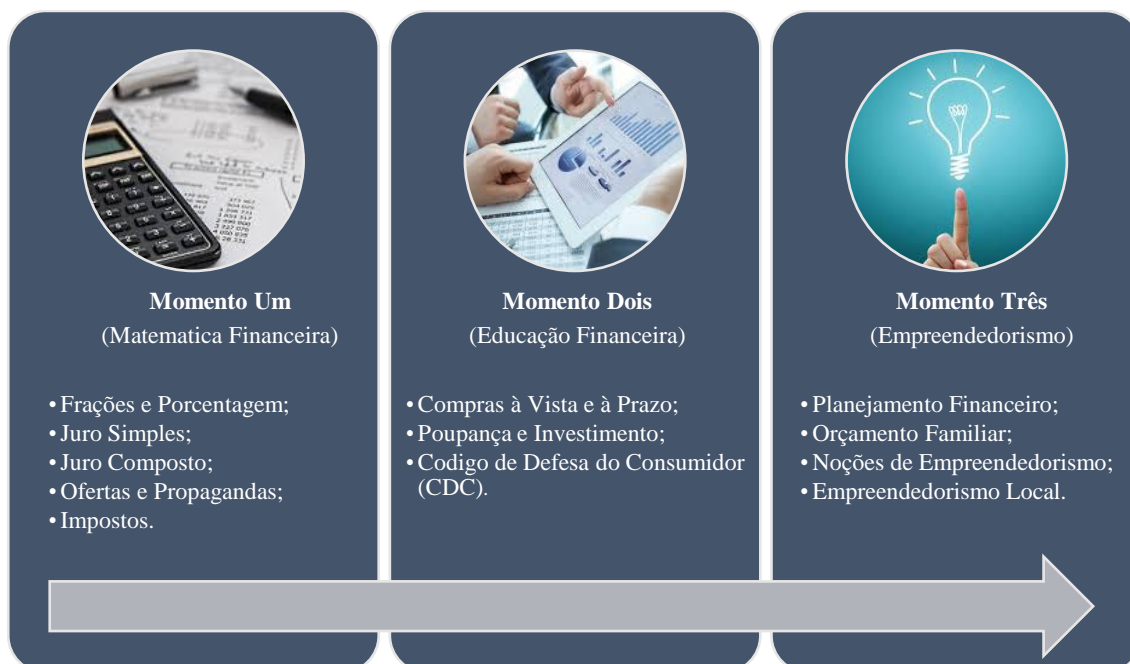 Momento Um
(Matematica Financeira)
• Frações e Porcentagem;
• Juro Simples;
• Juro Composto;
• Ofertas e Propagandas;
• Impostos.
Momento Dois
(Educação Financeira)
• Compras à Vista e à Prazo;
• Poupança e Investimento;
• Codigo de Defesa do Consumidor
(CDC).
Momento Três
(Empreendedorismo)
• Planejamento Financeiro;
• Orçamento Familiar;
• Noções de Empreendedorismo;
• Empreendedorismo Local.